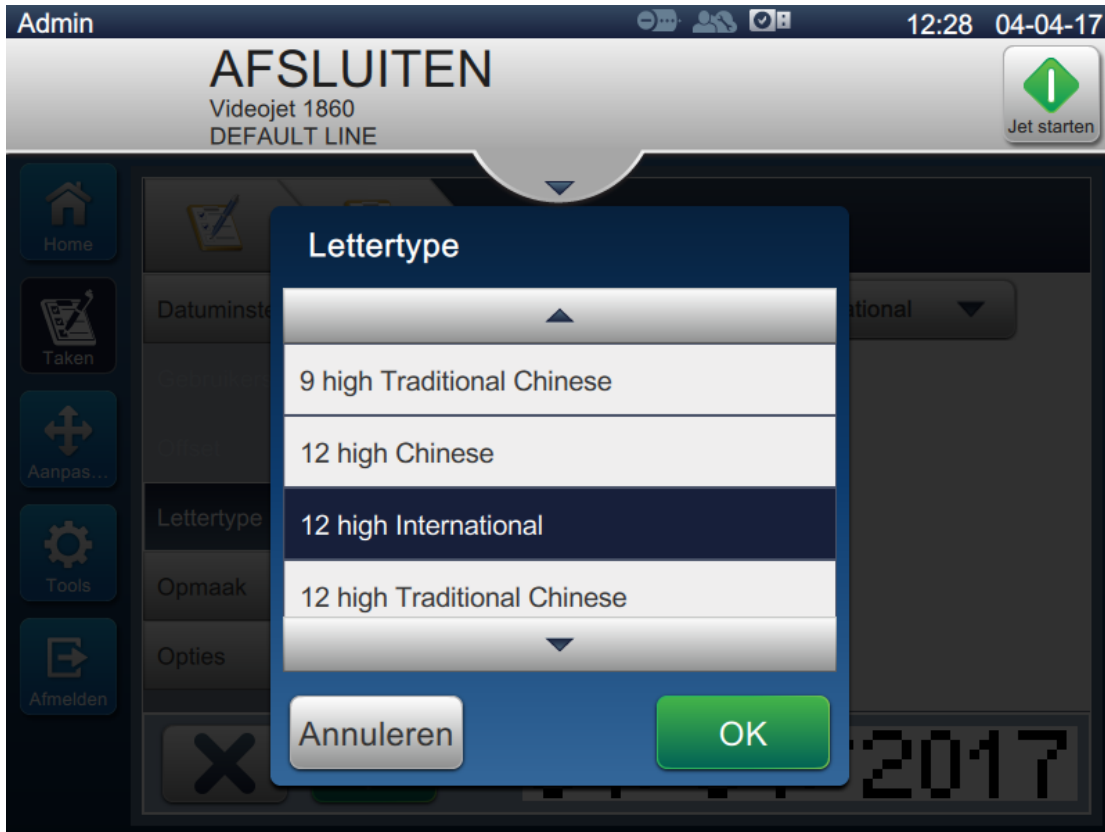 Admin
12:28 04-04-17
AFSLUITEN
Videojet 1860
DEFAULT LINE
Jet starten
Home
Lettertype
Datuminste
ational
Taken
9 high Traditional Chinese
Gebruiken
12 high Chinese
Offset
Aanpas...
Lettertype
12 high International
Tools
Opmaak
12 high Traditional Chinese
Opties
Afmelden
Annuleren
OK
2017